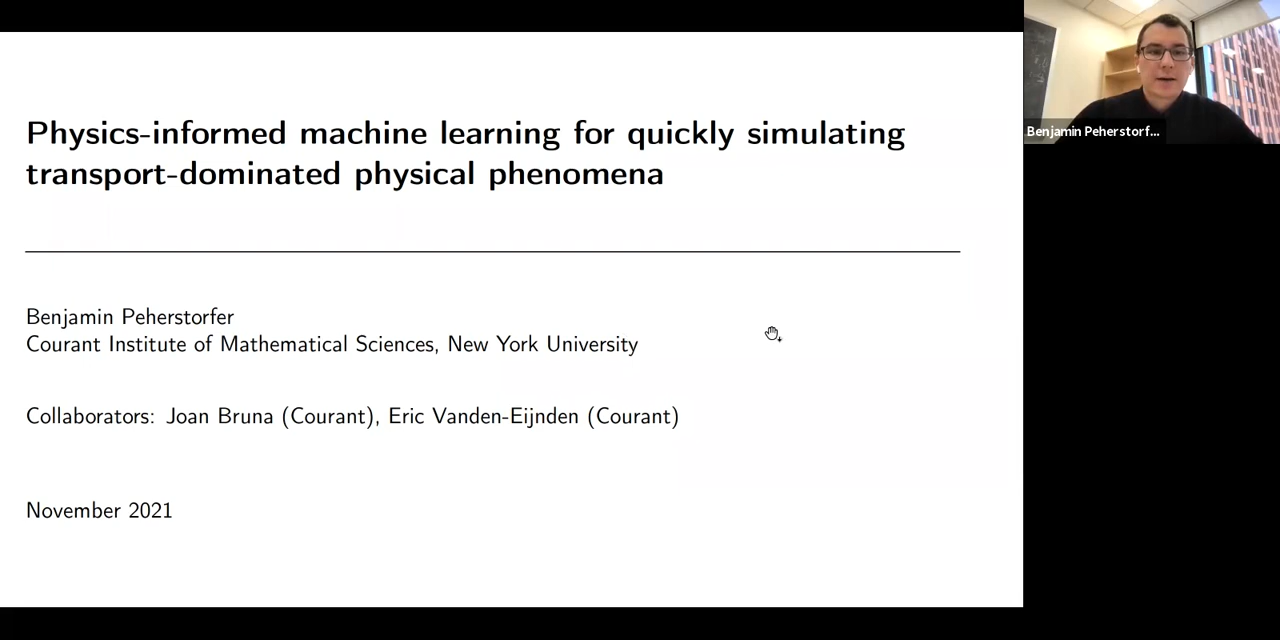 Physics-informed machine learning for quickly simulating
transport-dominated physical phenomena
Benjamin Peherstorfer
Courant Institute of Mathematical Sciences, New York University
Collaborators: Joan Bruna (Courant), Eric Vanden-Eijnden (Courant)
November 2021
Benjamin Peherstorf...